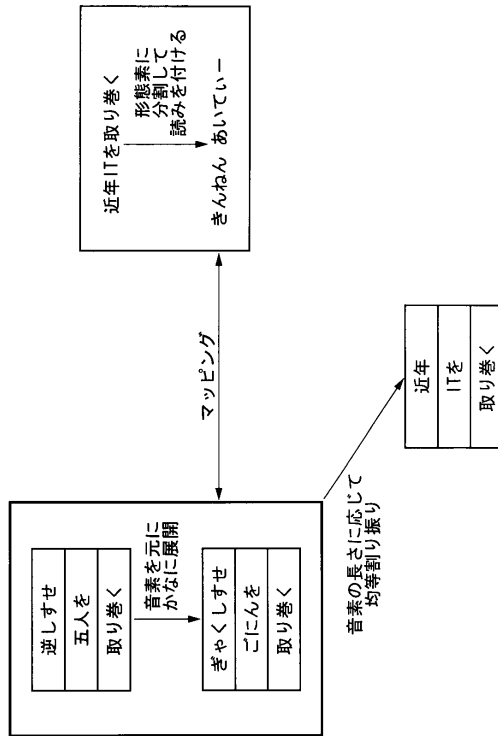 逆しすせ
五人を
取り巻く
音素を元に
かなに展開
ぎゃくしすせ
ごにんを
取り巻く
マッピング
近年ITを取り巻く
形態素に
分割して
読みを付ける
きんねん あいてぃー
音素の長さに応じて
均等割り振り
近年
ITを
取り巻く